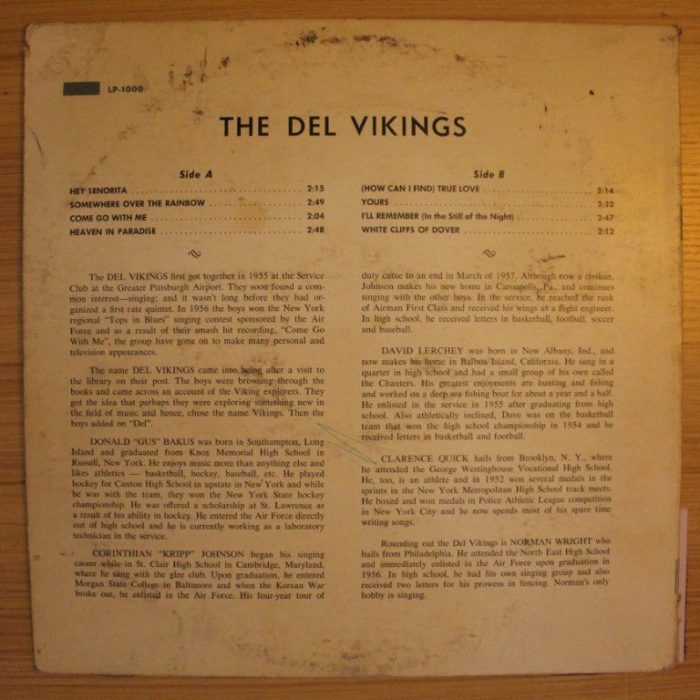 LP-1000
THE DEL VIKINGS
Side A
HEY SENORITA 2:15
SOMEWHERE OVER THE RAINBOW 2:49
COME GO WITH ME 2:04
HEAVEN IN PARADISE 2:48
Side B
(HOW CAN I FIND) TRUE LOVE 2:14
YOURS 2:32
I'LL REMEMBER (In the Still of the Night) 2:47
WHITE CLIFFS OF DOVER 2:12
The DEL VIKINGS first got together in 1955 at the Service
Club at the Greater Pittsburgh Airport. They soon found a com-
mon interest—singing; and it wasn't long before they had or-
ganized a first rate quintet. In 1956 the boys won the New York
regional "Tops in Blues" singing contest sponsored by the Air
Force and as a result of their smash hit recording, "Come Go
With Me", the group have gone on to make many personal and
television appearances.
The name DEL VIKINGS came into being after a visit to
the library on their post. The boys were browsing through the
books and came across an account of the Viking explorers. They
got the idea that perhaps they were exploring something new in
the field of music and hence, chose the name Vikings. Then the
boys added on "Del".
DONALD "GUS" BAKUS was born in Southampton, Long
Island and graduated from Knox Memorial High School in
Russell, New York. He enjoys music more than anything else and
likes athletics — basketball, hockey, baseball, etc. He played
hockey for Canton High School in upstate in New York and while
he was with the team, they won the New York State hockey
championship. He was offered a scholarship at St. Lawrence as
a result of his ability in hockey. He entered the Air Force directly
out of high school and he is currently working as a laboratory
technician in the service.
CORINTHIAN "KRIPP" JOHNSON began his singing
career while in St. Clair High School in Cambridge, Maryland,
where he sang with the glee club. Upon graduation, he entered
Morgan State College in Baltimore and when the Korean War
broke out, he enlisted in the Air Force. His four-year tour of
duty came to an end in March of 1957. Although now a civilian,
Johnson makes his new home in Caroapolis, Pa., and continues
singing with the other boys. In the service, he reached the rank
of Airman First Class and received his wings as a flight engineer.
In high school, he received letters in basketball, football, soccer
and baseball.
DAVID LERCHEY was born in New Albany, Ind., and
now makes his home in Balboa Island, California. He sang in a
quartet in high school and had a small group of his own called
the Chanters. His greatest enjoyments are hunting and fishing
and worked on a deep sea fishing boat for about a year and a half.
He enlisted in the service in 1955 after graduating from high
school. Also athletically inclined, Dave was on the basketball
team that won the high school championship in 1954 and he
received letters in basketball and football.
CLARENCE QUICK hails from Brooklyn, N. Y., where
he attended the George Westinghouse Vocational High School.
He, too, is an athlete and in 1952 won several medals in the
sprints in the New York Metropolitan High School track meets.
He boxed and won medals in Police Athletic League competition
in New York City and he now spends most of his spare time
writing songs.
Rounding out the Del Vikings is NORMAN WRIGHT who
hails from Philadelphia. He attended the North East High School
and immediately enlisted in the Air Force upon graduation in
1956. In high school, he had his own singing group and also
received two letters for his prowess in fencing. Norman's only
hobby is singing.